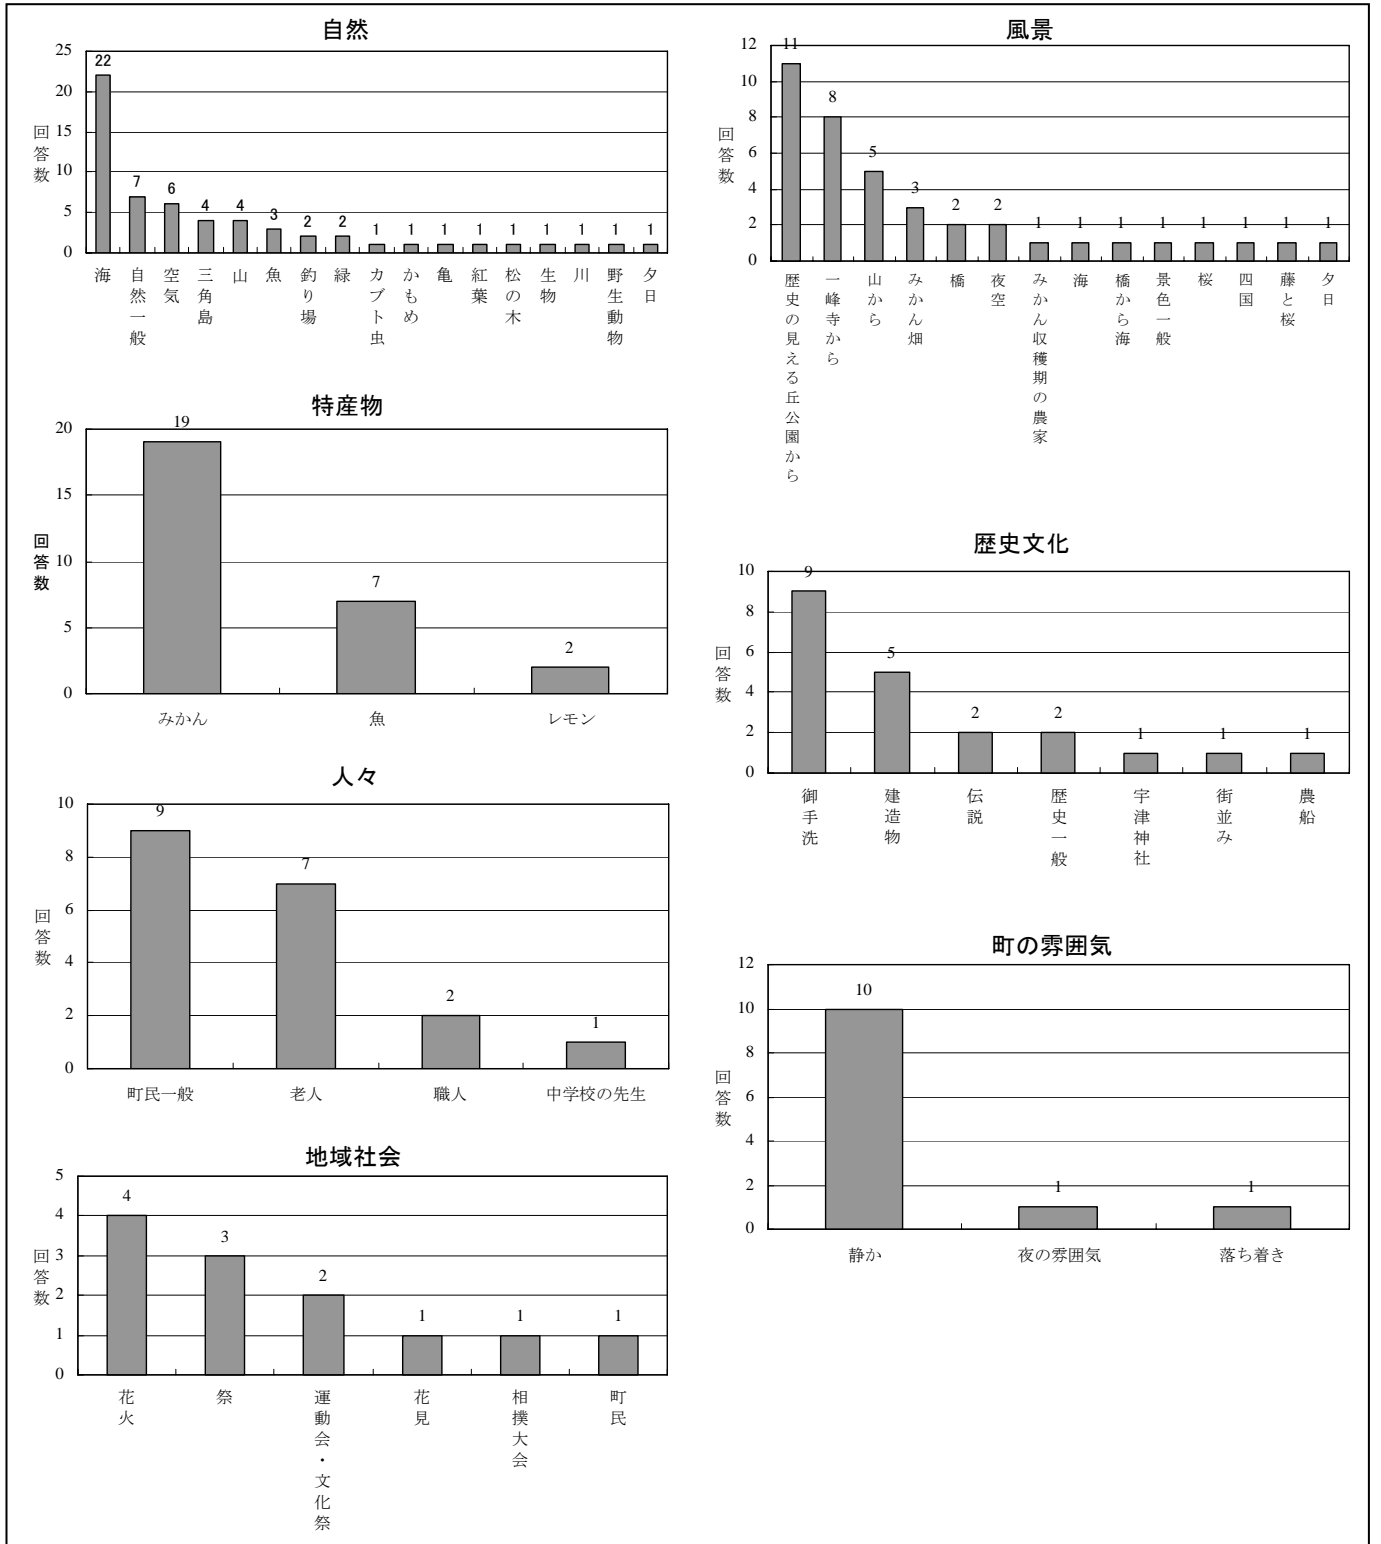 自然
25
20
15
10
5
0
回答数
22
7
6
4
4
3
2
2
1
1
1
1
1
1
1
1
1
海
自然一般
空気
三角島
山
魚
釣り場
緑
カブト虫
かもめ
亀
紅葉
松の木
生物
川
野生動物
夕日
風景
12
10
8
6
4
2
0
回答数
11
8
5
3
2
2
1
1
1
1
1
1
1
1
歴史の見える丘公園から
一峰寺から
山から
みかん畑
橋
夜空
みかん収穫期の農家
海
橋から海
景色一般
桜
四国
藤と桜
夕日
特産物
20
15
10
5
0
回答数
19
7
2
みかん
魚
レモン
歴史文化
10
8
6
4
2
0
回答数
9
5
2
2
1
1
1
御手洗
建造物
伝説
歴史一般
宇津神社
街並み
農船
人々
10
8
6
4
2
0
回答数
9
7
2
1
町民一般
老人
職人
中学校の先生
町の雰囲気
12
10
8
6
4
2
0
回答数
10
1
1
静か
夜の雰囲気
落ち着き
地域社会
5
4
3
2
1
0
回答数
4
3
2
1
1
1
花火
祭
運動会・文化祭
花見
相撲大会
町民